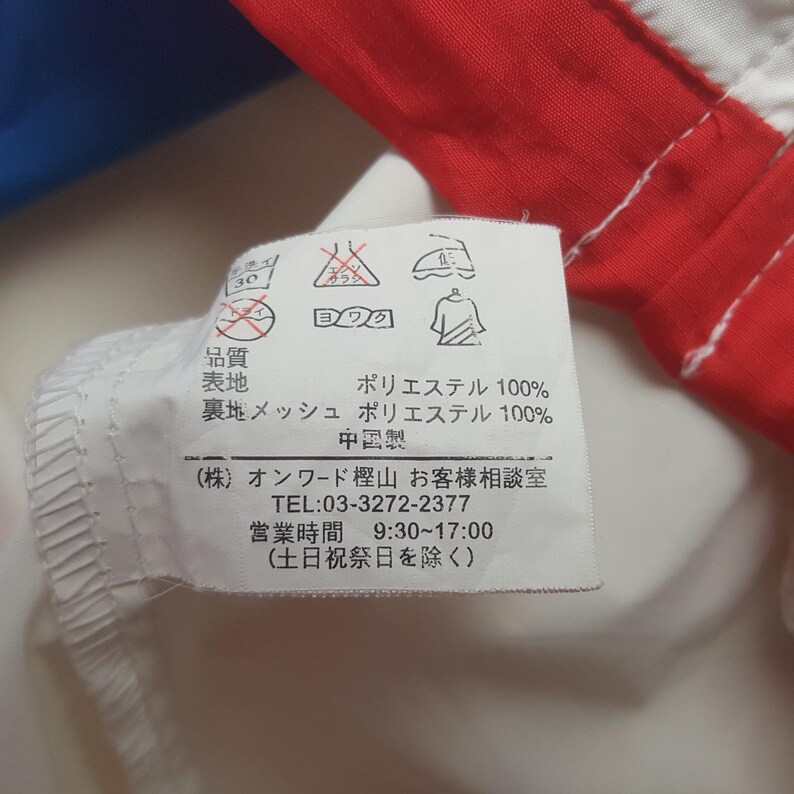 手洗イ
30
エンソ
サラシ
低
ドライ
ヨワク
品質
表地 ポリエステル 100%
裏地メッシュ ポリエステル 100%
中国製
(株) オンワード樫山 お客様相談室
TEL:03-3272-2377
営業時間 9:30~17:00
(土日祝祭日を除く)